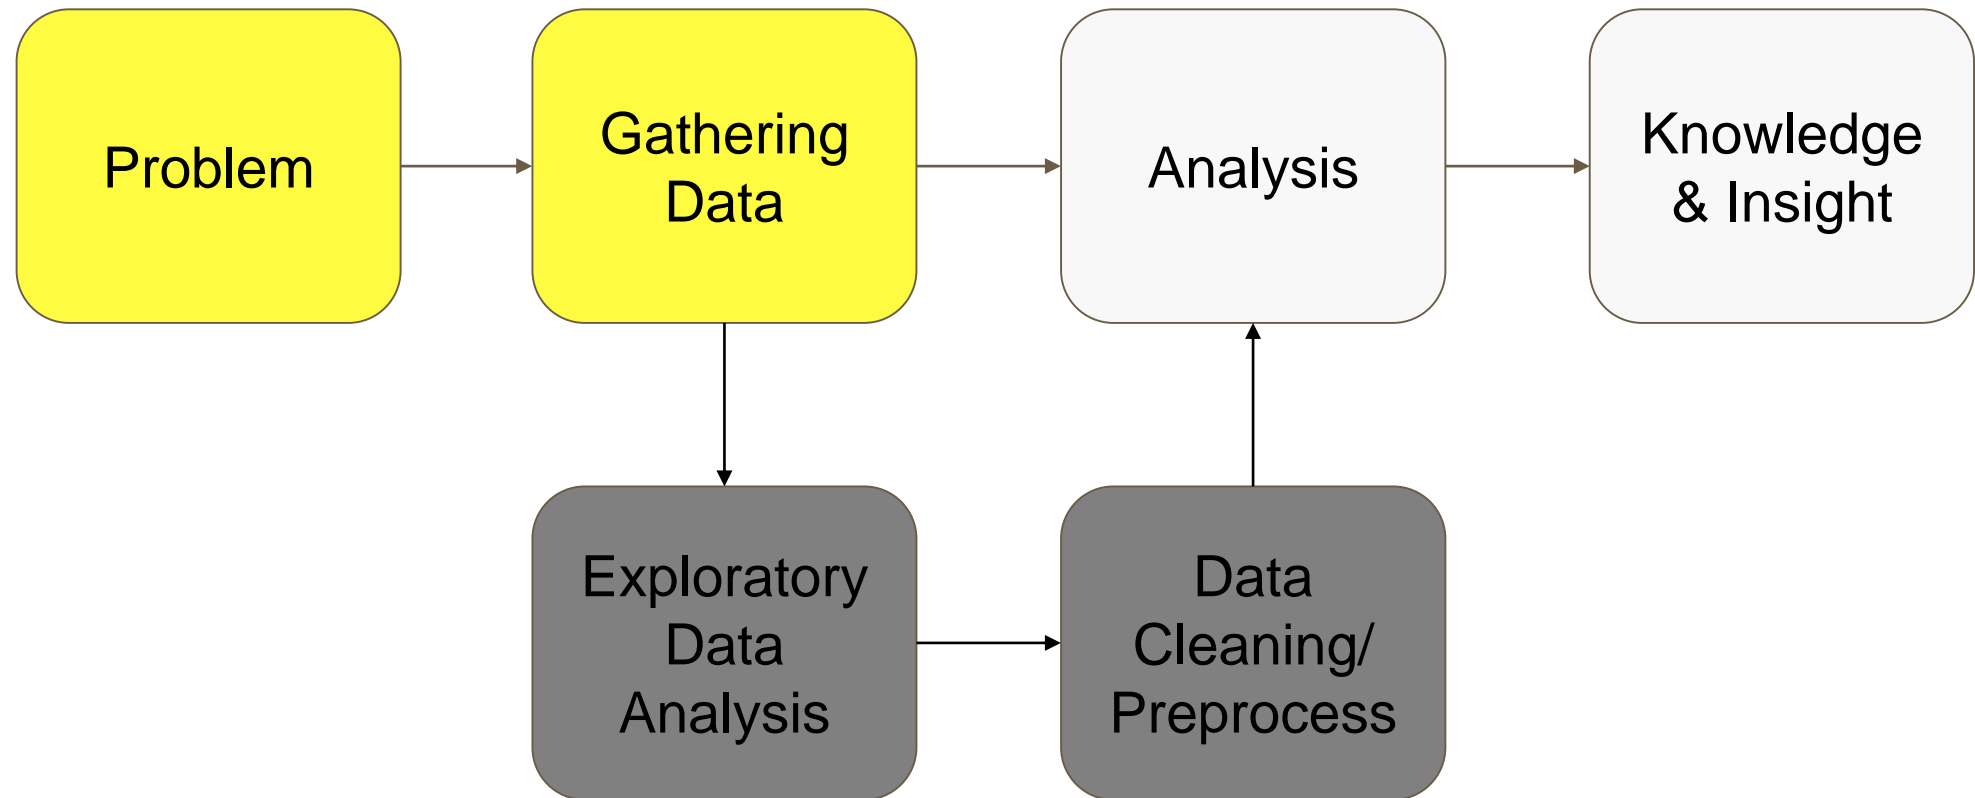 Problem
Gathering
Data
Analysis
Knowledge
& Insight
Exploratory
Data
Analysis
Data
Cleaning/
Preprocess